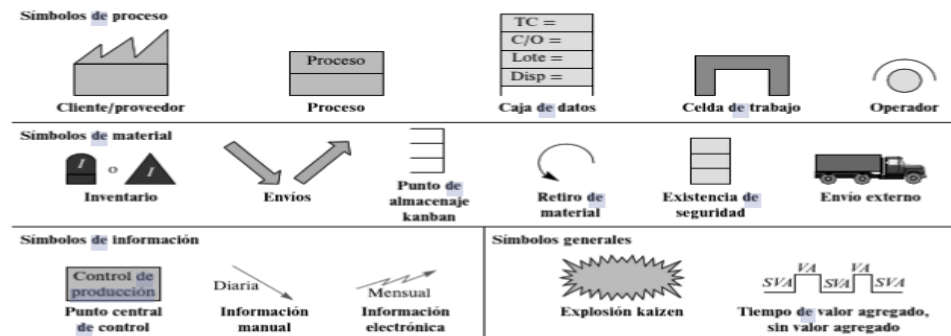 Símbolos de proceso
TC =
C/O =
Lote =
Disp =
Proceso
Cliente/proveedor
Proceso
Caja de datos
Celda de trabajo
Operador
Símbolos de material
I
o
I
Inventario
Envíos
Punto de
almacenaje
kanban
Retiro de
material
Existencia de
seguridad
Envío externo
Símbolos de información
Control de
producción
Punto central
de control
Diaria
Información
manual
Mensual
Información
electrónica
Símbolos generales
Explosión kaizen
VA VA
SVA SVA SVA
Tiempo de valor agregado,
sin valor agregado